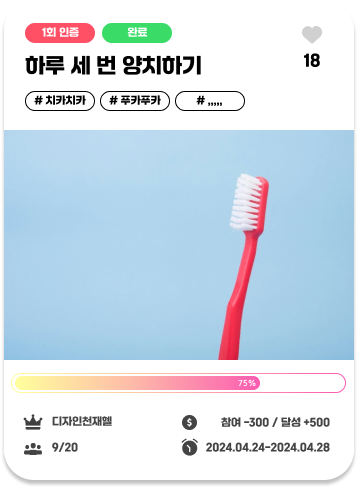 1회 인증 완료
하루 세 번 양치하기
18
# 치카치카 # 푸카푸카 # ,,,,,
75%
디자인천재엘 참여 -300 / 달성 +500
9/20 2024.04.24-2024.04.28